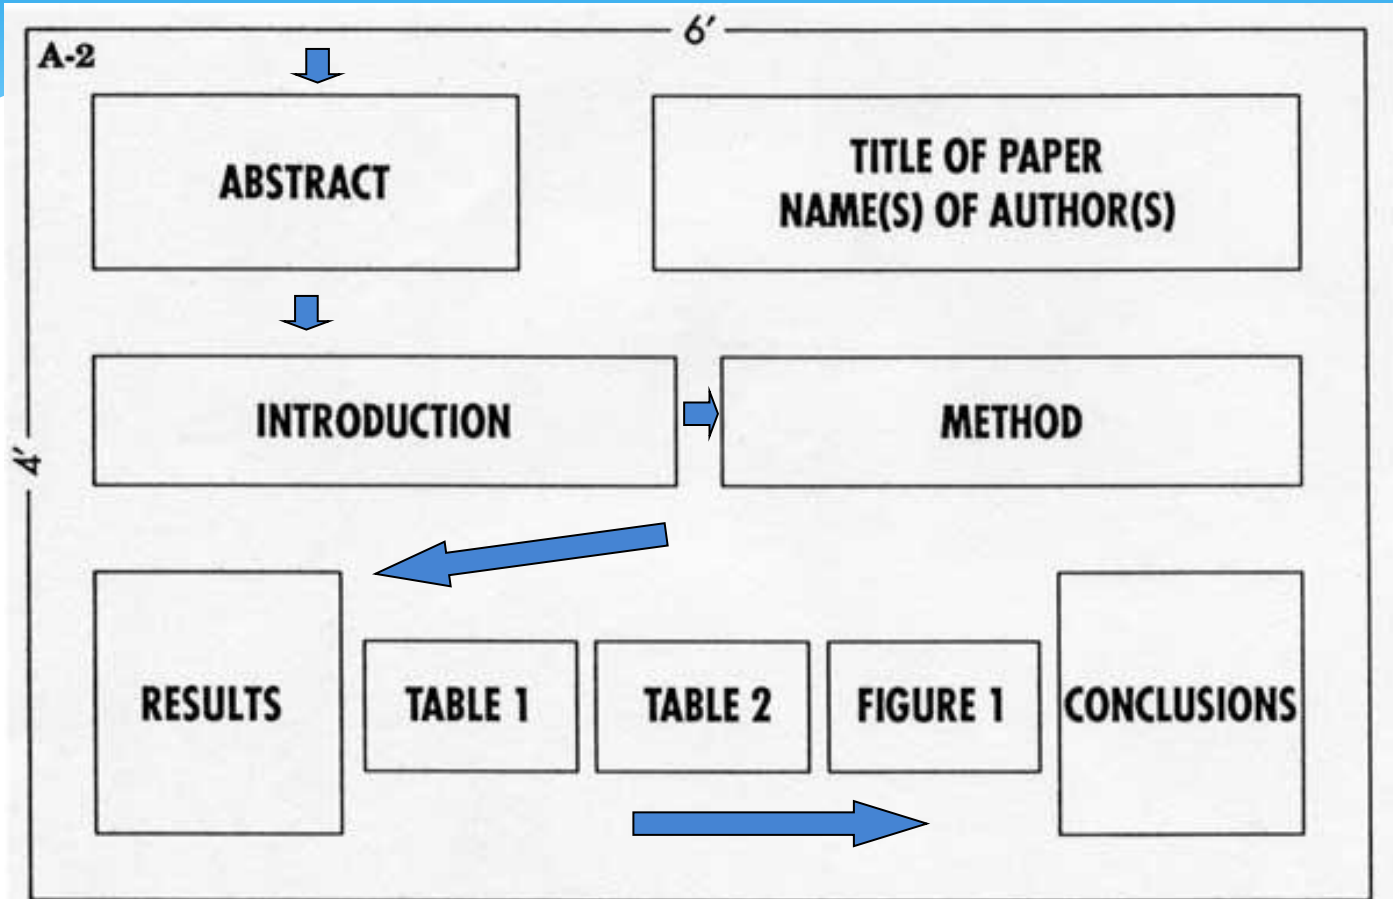 6′
A-2
ABSTRACT
TITLE OF PAPER
NAME(S) OF AUTHOR(S)
INTRODUCTION
METHOD
4′
RESULTS
TABLE 1
TABLE 2
FIGURE 1
CONCLUSIONS